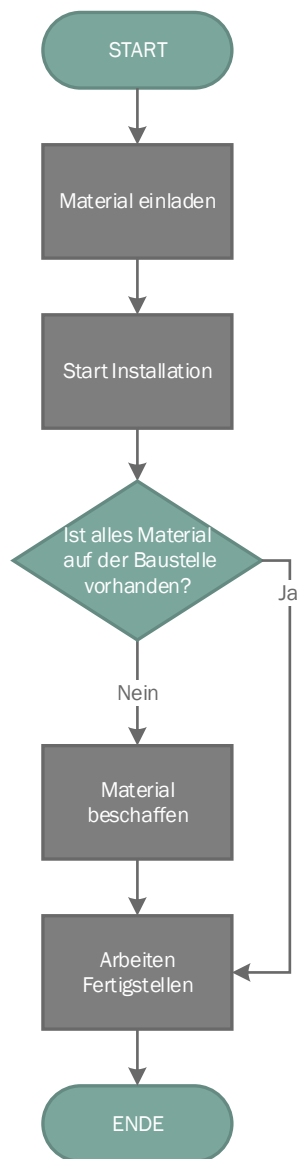 START
Material einladen
Start Installation
Ist alles Material
auf der Baustelle
vorhanden?
Ja
Nein
Material
beschaffen
Arbeiten
Fertigstellen
ENDE